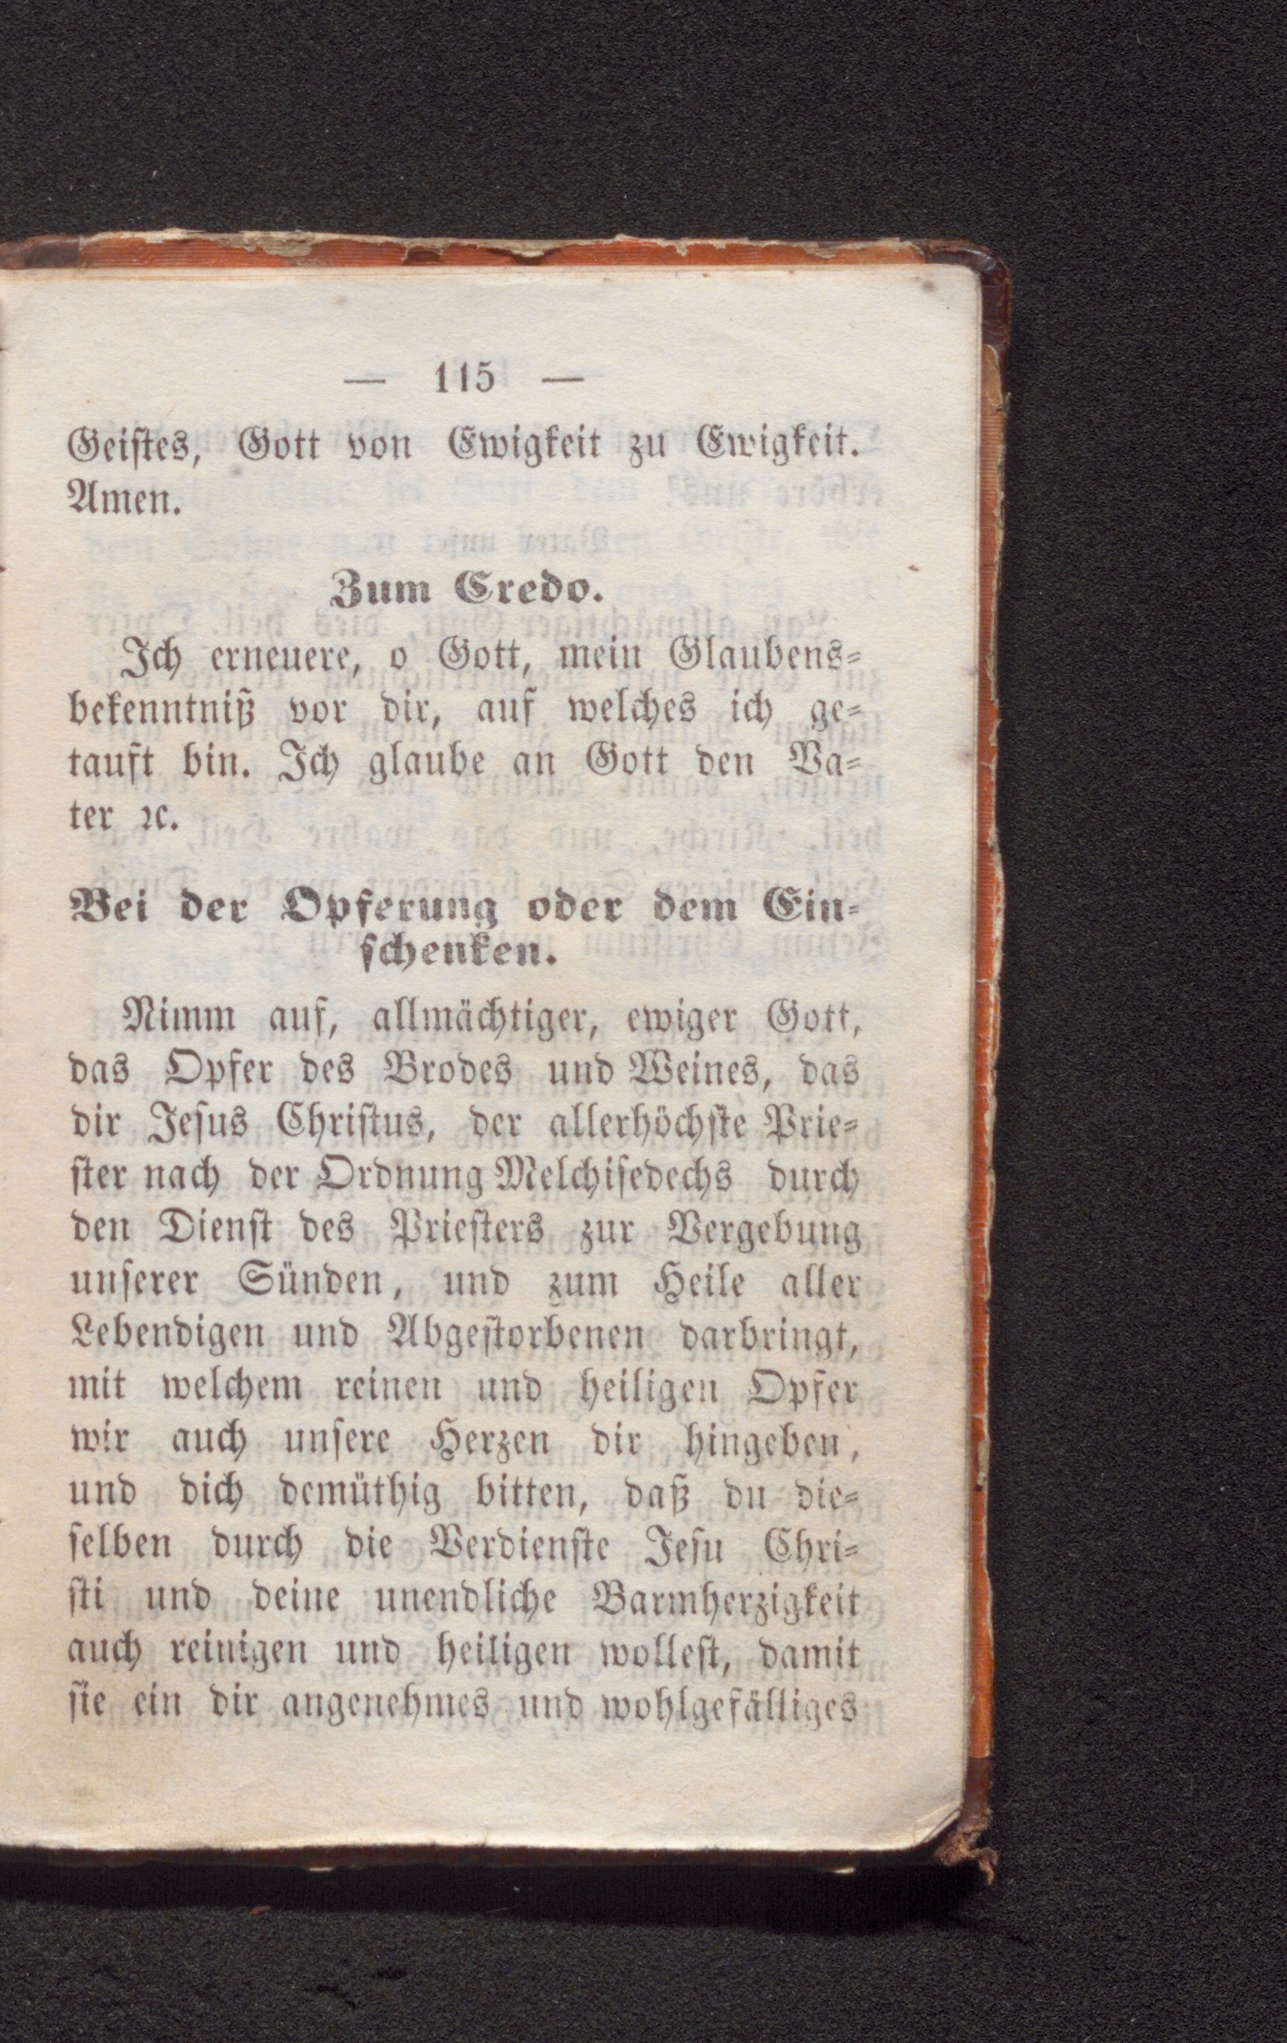 — 115 —
Geistes, Gott von Ewigkeit zu Ewigkeit.
Amen.
Zum Credo.
Ich erneuere, o Gott, mein Glaubens-
bekenntniß vor dir, auf welches ich ge-
tauft bin. Ich glaube an Gott den Va-
ter ꝛc.
Bei der Opferung oder dem Ein-
schenken.
Nimm auf, allmächtiger, ewiger Gott,
das Opfer des Brodes und Weines, das
dir Jesus Christus, der allerhöchste Prie-
ster nach der Ordnung Melchisedechs durch
den Dienst des Priesters zur Vergebung
unserer Sünden, und zum Heile aller
Lebendigen und Abgestorbenen darbringt,
mit welchem reinen und heiligen Opfer
wir auch unsere Herzen dir hingeben,
und dich demüthig bitten, daß du die-
selben durch die Verdienste Jesu Chri-
sti und deine unendliche Barmherzigkeit
auch reinigen und heiligen wollest, damit
sie ein dir angenehmes und wohlgefälliges